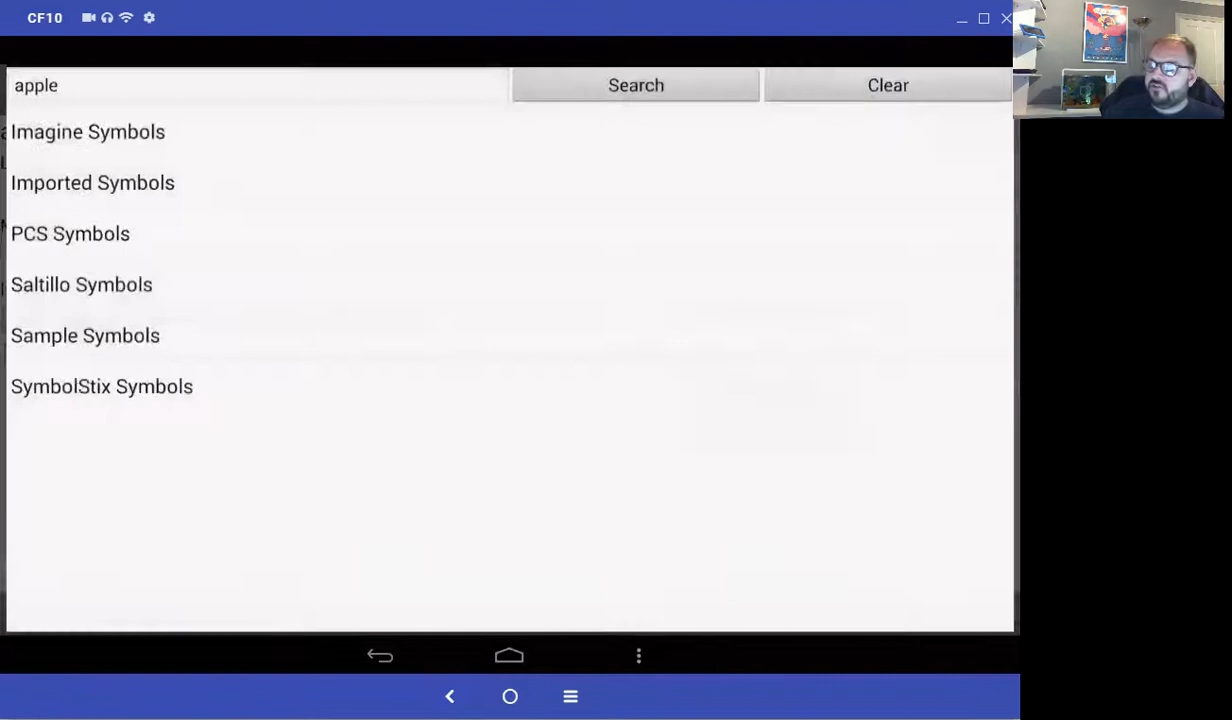 CF10
apple
Search
Clear
Imagine Symbols
Imported Symbols
PCS Symbols
Saltillo Symbols
Sample Symbols
SymbolStix Symbols